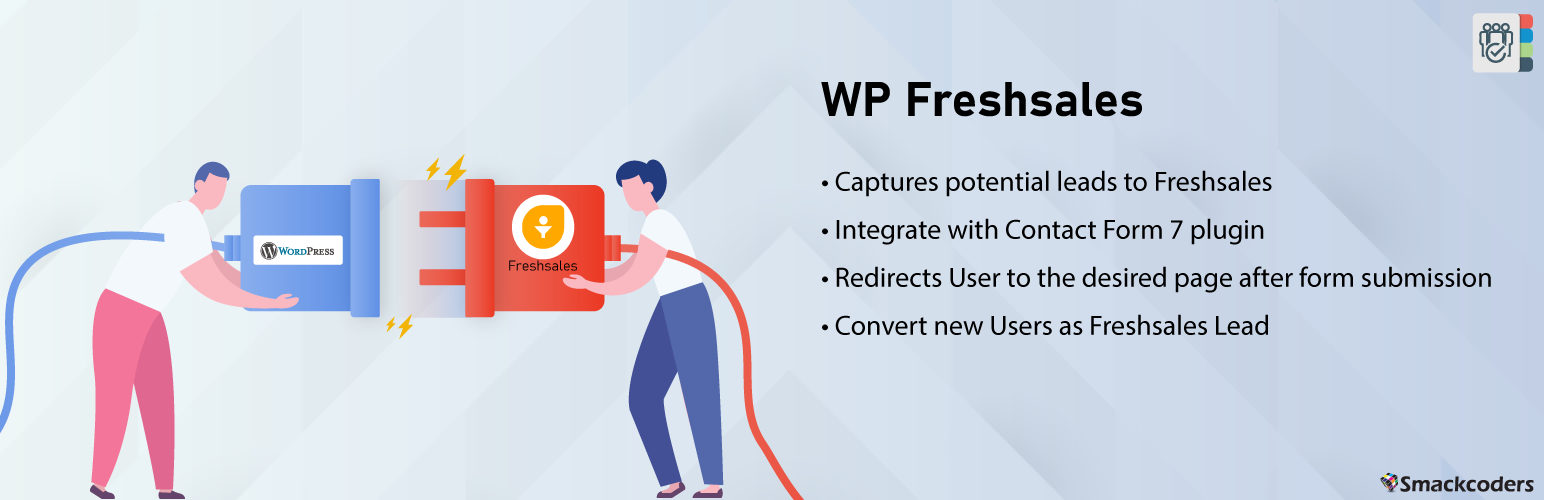 WP Freshsales
• Captures potential leads to Freshsales
• Integrate with Contact Form 7 plugin
• Redirects User to the desired page after form submission
• Convert new Users as Freshsales Lead
WORDPRESS
Freshsales
Smackcoders